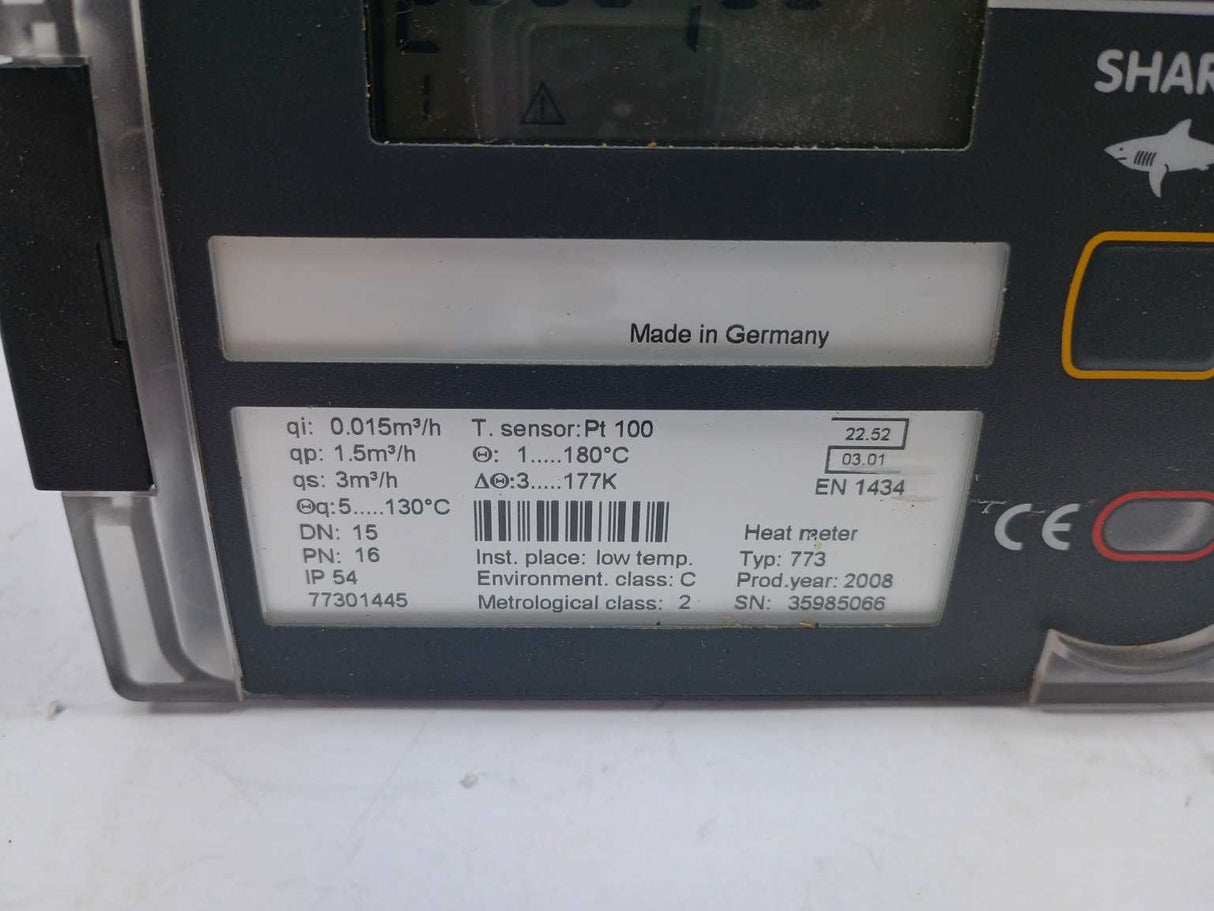 SHAR
Made in Germany
qi: 0.015m³/h
qp: 1.5m³/h
qs: 3m³/h
Θq:5.....130°C
DN: 15
PN: 16
IP 54
77301445
T. sensor:Pt 100
Θ: 1.....180°C
ΔΘ:3.....177K
Inst. place: low temp.
Environment. class: C
Metrological class: 2
22.52
03.01
EN 1434
Heat meter
Typ: 773
Prod.year: 2008
SN: 35985066
CE